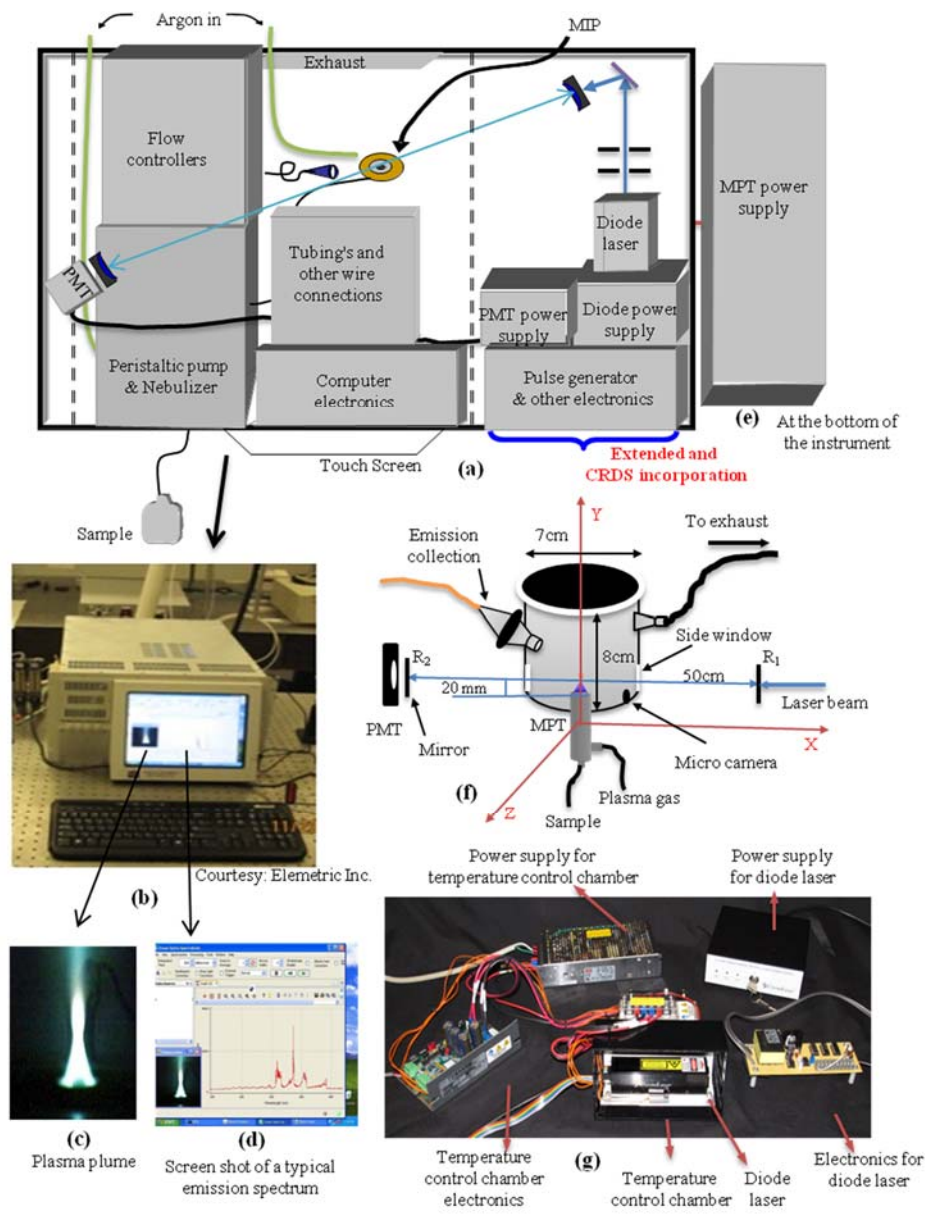 Argon in
MIP
Exhaust
Flow
controllers
MPT power
supply
Diode
laser
Tubing's and
other wire
connections
PMT
PMT power
supply
Diode power
supply
Peristaltic pump
& Nebulizer
Computer
electronics
Pulse generator
& other electronics
(e)
At the bottom of
the instrument
Touch Screen
(a)
Extended and
CRDS incorporation
Sample
Y
To exhaust
7cm
Emission
collection
Side window
8cm
R2
R1
50cm
20 mm
Laser beam
PMT
Mirror
MPT
X
Micro camera
(f)
Z
Plasma gas
Sample
Courtesy: Elemetric Inc.
(b)
Power supply for
temperature control chamber
Power supply
for diode laser
(c)
Plasma plume
(d)
Screen shot of a typical
emission spectrum
(g)
Temperature
control chamber
electronics
Temperature
control chamber
Diode
laser
Electronics for
diode laser